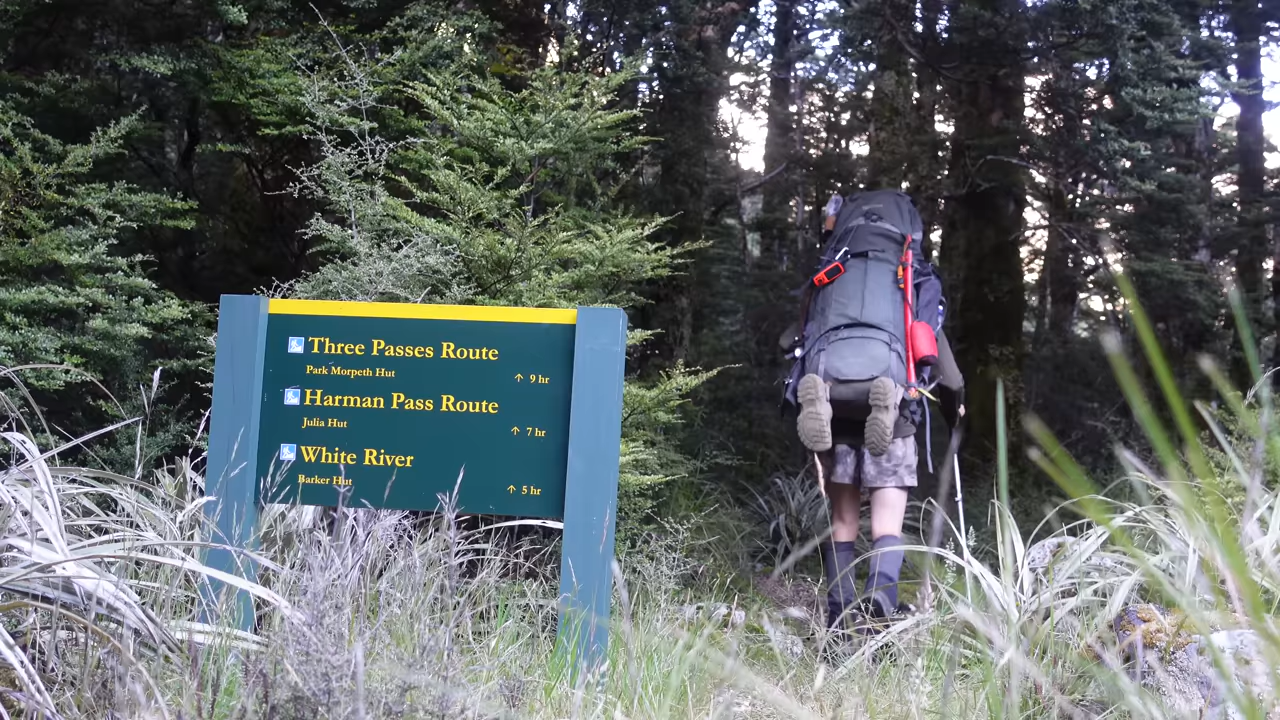 Three Passes Route
Park Morpeth Hut
↑ 9 hr
Harman Pass Route
Julia Hut
↑ 7 hr
White River
Barker Hut
↑ 5 hr